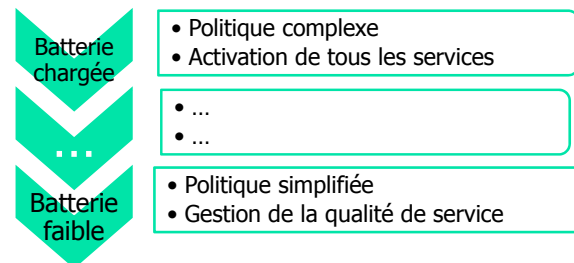 Batterie
chargée
• Politique complexe
• Activation de tous les services
...
• ...
• ...
Batterie
faible
• Politique simplifiée
• Gestion de la qualité de service